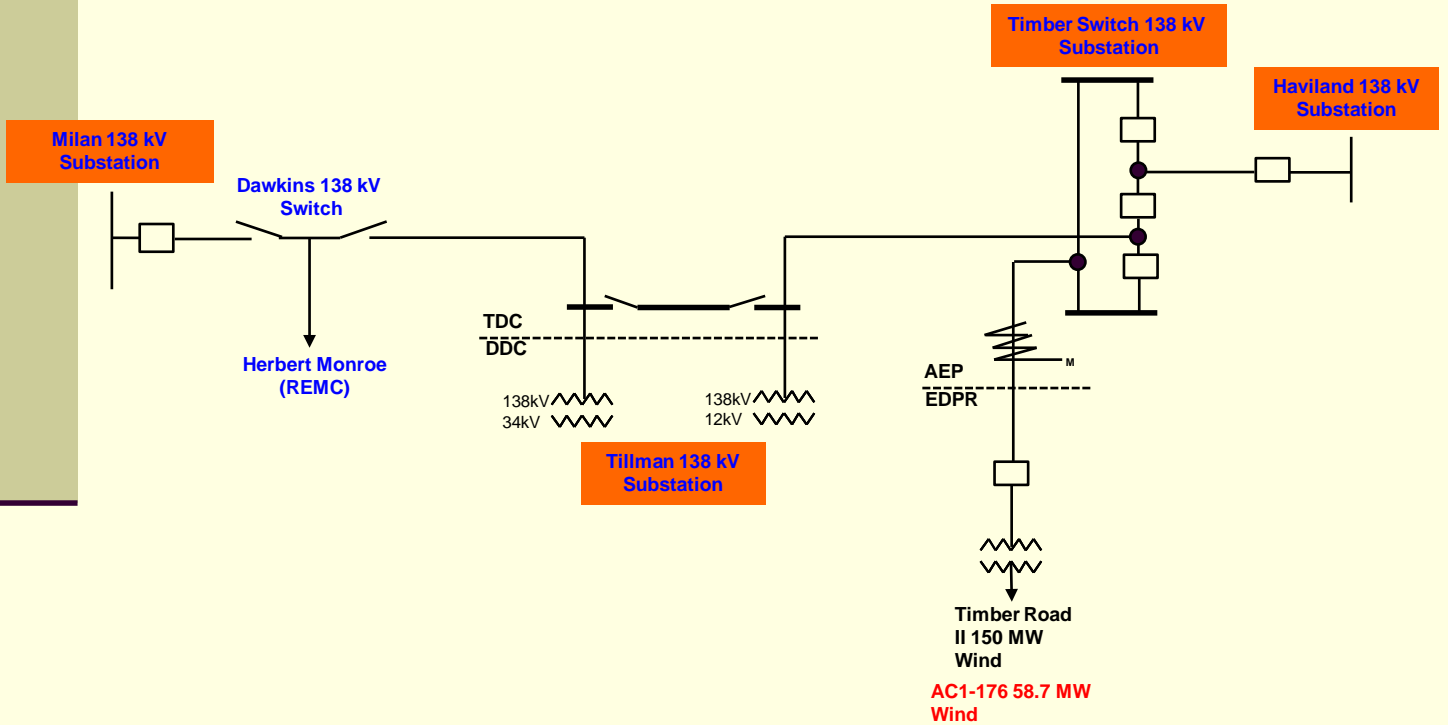 Timber Switch 138 kV
Substation
Haviland 138 kV
Substation
Milan 138 kV
Substation
Dawkins 138 kV
Switch
Herbert Monroe
(REMC)
TDC
DDC
138kV
34kV
138kV
12kV
Tillman 138 kV
Substation
M
AEP
EDPR
Timber Road
II 150 MW
Wind
AC1-176 58.7 MW
Wind